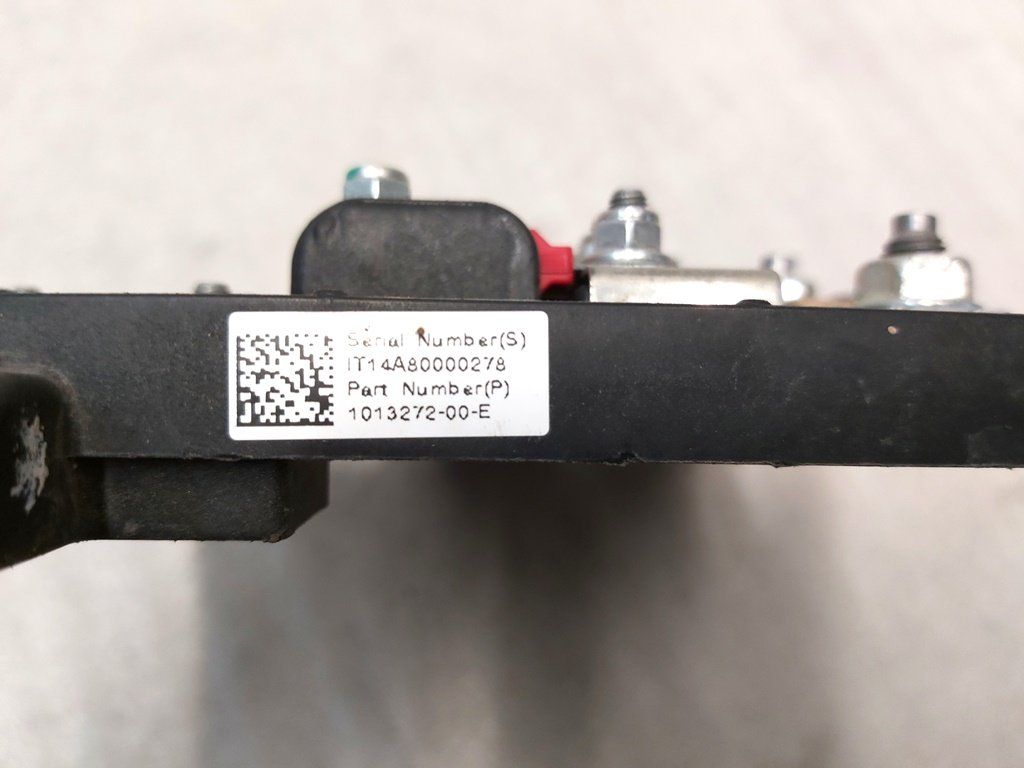 Serial Number(S)
IT14A80000278
Part Number(P)
1013272-00-E